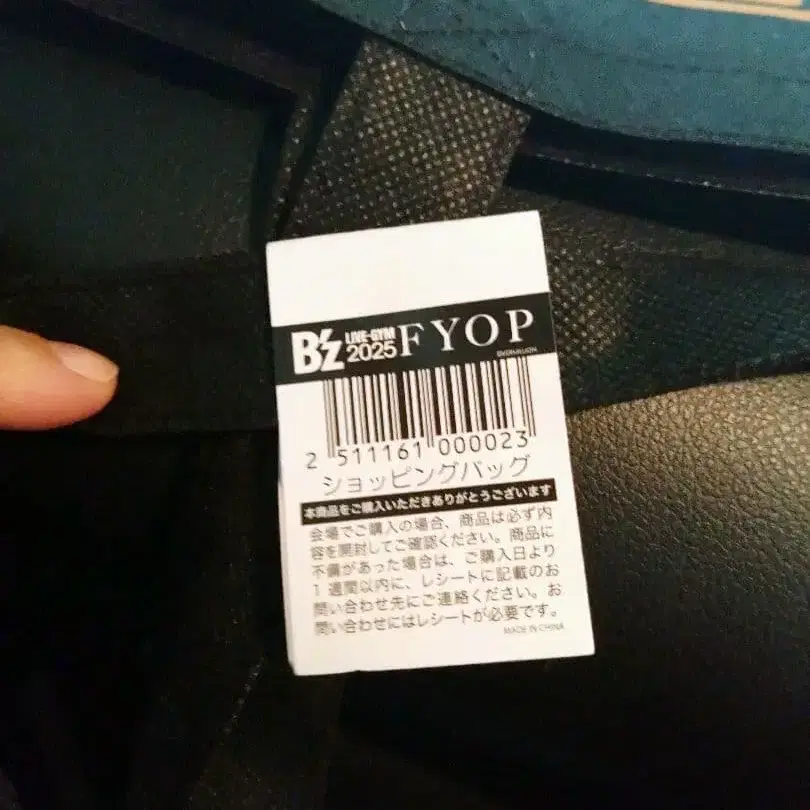 B'z LIVE-GYM 2025 FYOP
2 511161 000023
ショッピングバッグ
本商品をご購入いただきありがとうございます
会場でご購入の場合、商品は必ず内
容を開封してご確認ください。商品に
不備があった場合は、ご購入日より
1週間以内に、レシートに記載のお
問い合わせ先にご連絡ください。お
問い合わせにはレシートが必要です。
MADE IN CHINA